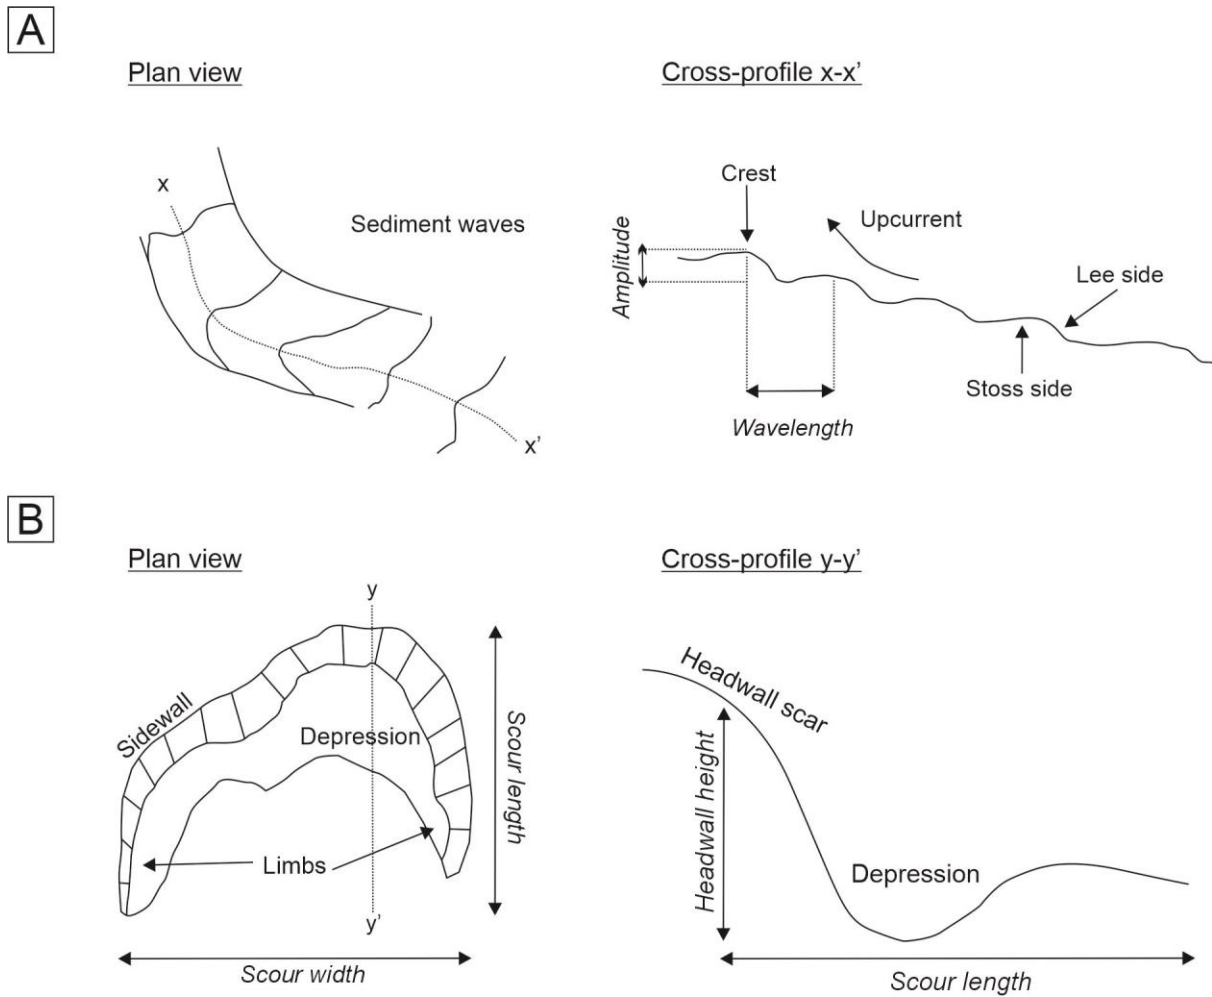 A
Plan view
Cross-profile x-x’
x
Sediment waves
x’
Crest
Upcurrent
Amplitude
Lee side
Stoss side
Wavelength
B
Plan view
Cross-profile y-y’
y
Sidewall
Depression
Scour length
Limbs
y’
Scour width
Headwall scar
Headwall height
Depression
Scour length